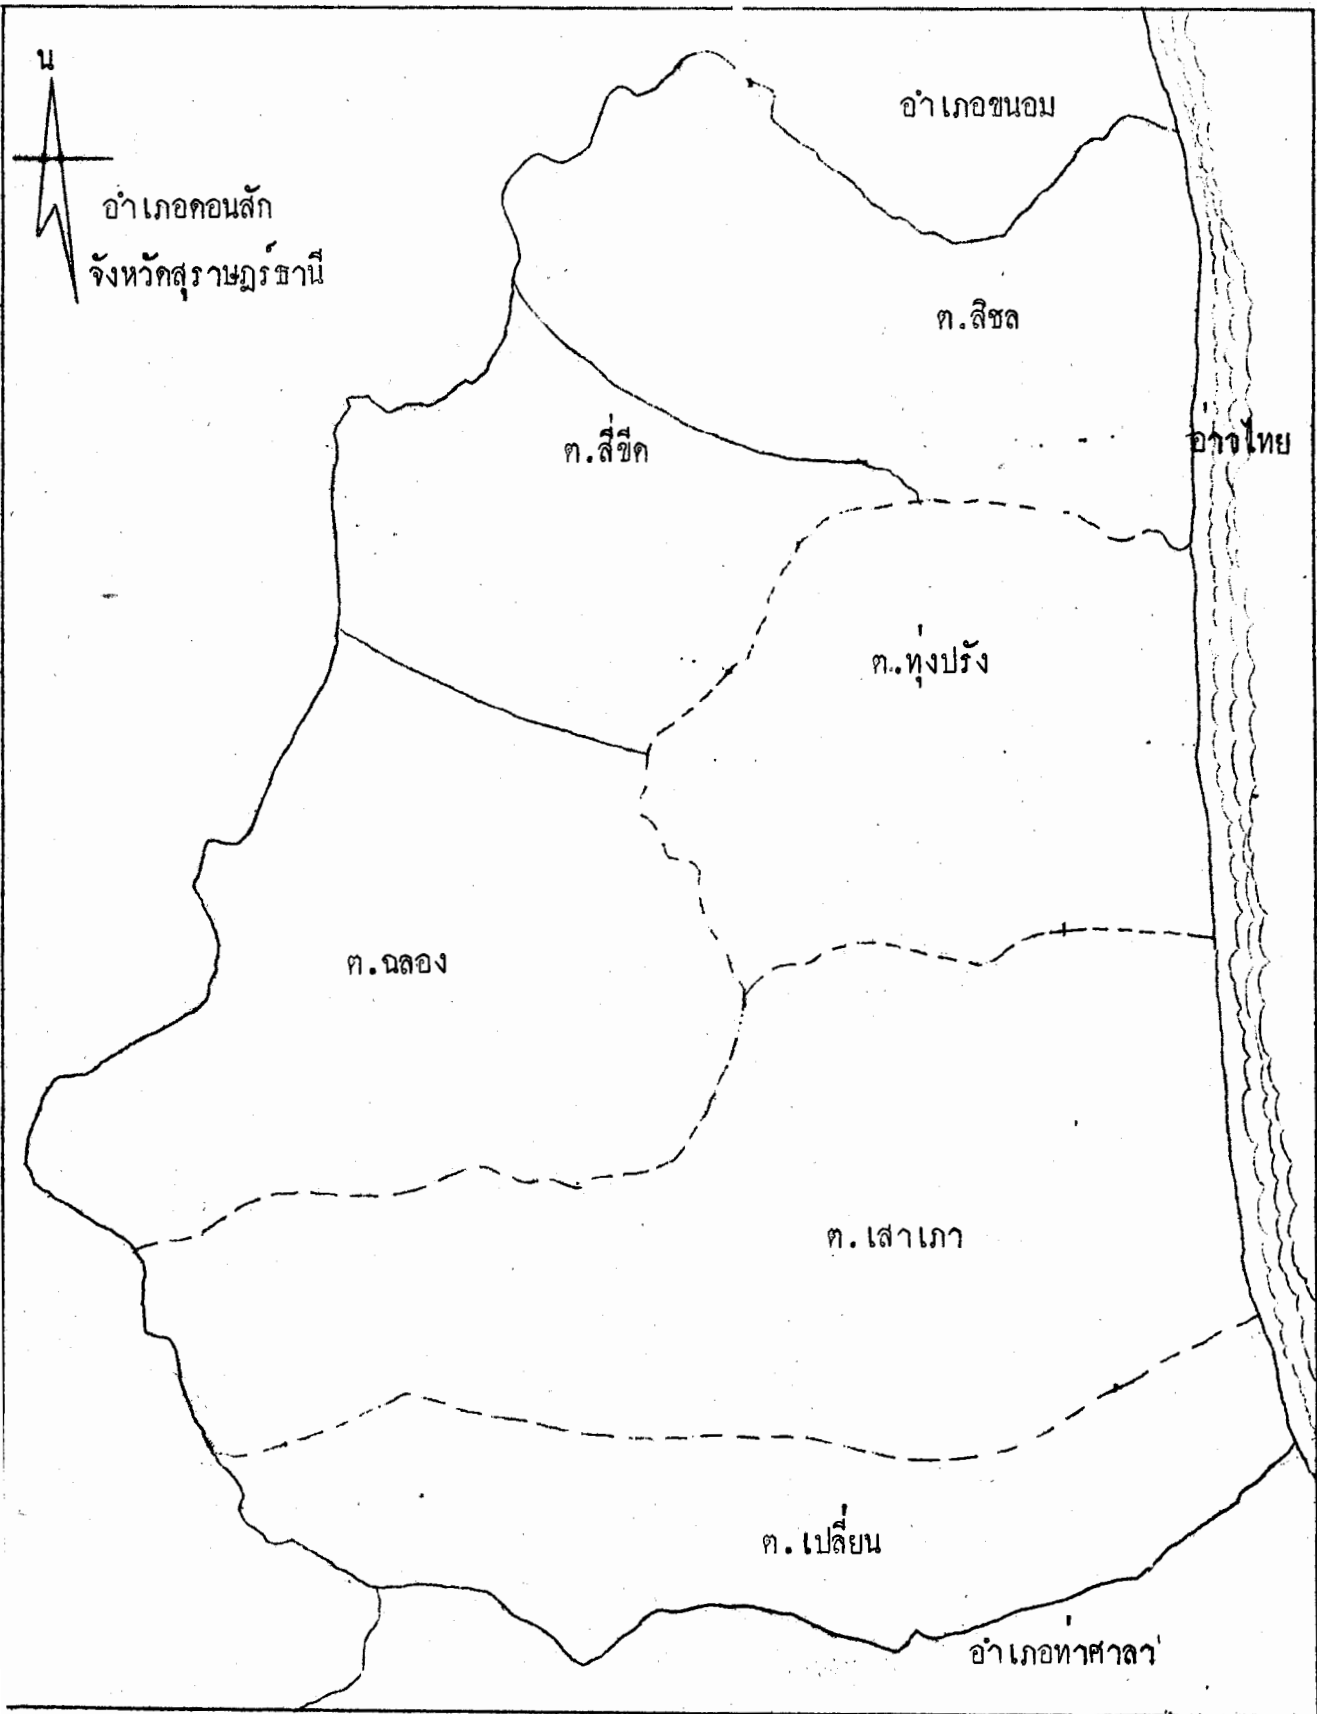 น
อำเภอขนอม
อำเภอดอนสัก
จังหวัดสุราษฎร์ธานี
ต.สิชล
อ่าวไทย
ต.สี่ขีด
ต.ทุ่งปรัง
ต.ฉลอง
ต.เสาเภา
ต.เปลี่ยน
อำเภอท่าศาลา